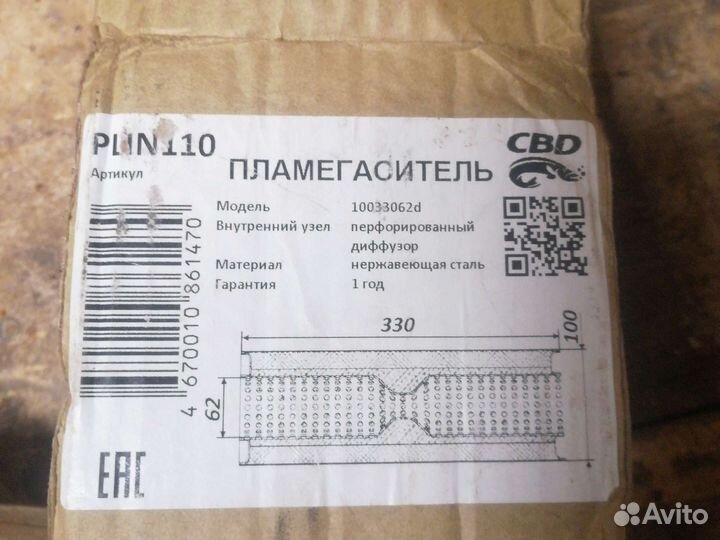 PLIN110
Артикул
CBD
ПЛАМЕГАСИТЕЛЬ
Модель 10033062d
Внутренний узел перфорированный
диффузор
Материал нержавеющая сталь
Гарантия 1 год
4 670010 861470
330
100
62
EAC
Avito